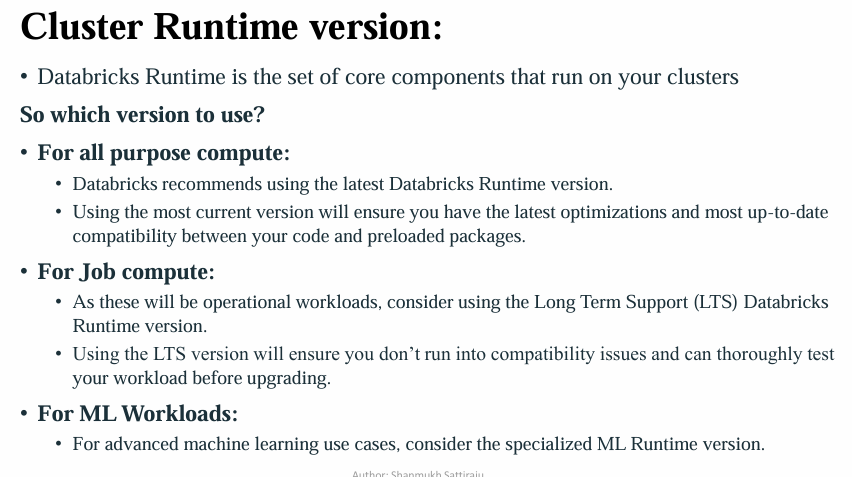 Cluster Runtime version:
• Databricks Runtime is the set of core components that run on your clusters
So which version to use?
• For all purpose compute:
• Databricks recommends using the latest Databricks Runtime version.
• Using the most current version will ensure you have the latest optimizations and most up-to-date
compatibility between your code and preloaded packages.
• For Job compute:
• As these will be operational workloads, consider using the Long Term Support (LTS) Databricks
Runtime version.
• Using the LTS version will ensure you don’t run into compatibility issues and can thoroughly test
your workload before upgrading.
• For ML Workloads:
• For advanced machine learning use cases, consider the specialized ML Runtime version.
Author: Shanmukh Sattiraju